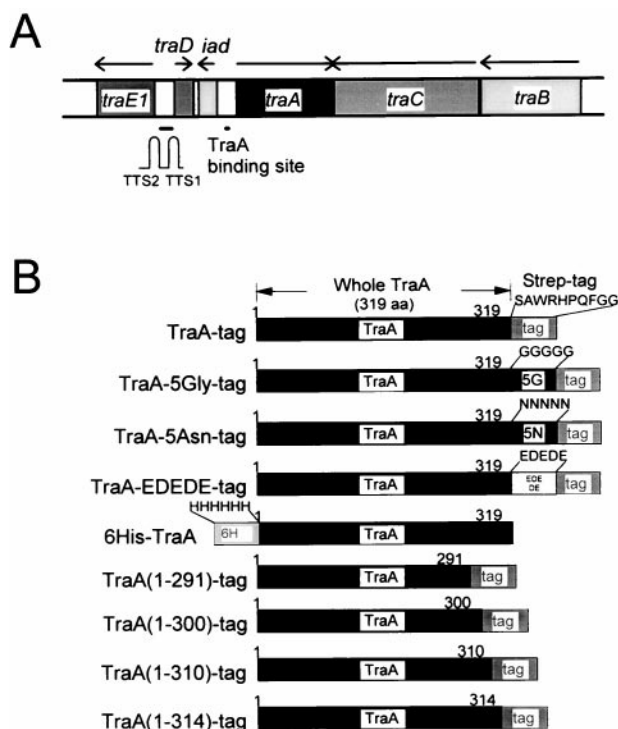 A
traD iad
traE1 traA traC traB
TTS2 TTS1
TraA
binding site
B
Whole TraA
(319 aa)
Strep-tag
SAWRHPQFGG
TraA-tag 1 TraA 319 tag
GGGGG
TraA-5Gly-tag 1 TraA 319 5G tag
NNNNN
TraA-5Asn-tag 1 TraA 319 5N tag
EDEDE
TraA-EDEDE-tag 1 TraA 319 EDE DE tag
HHHHHH
6His-TraA 6H 1 TraA 319
TraA(1-291)-tag 1 TraA 291 tag
TraA(1-300)-tag 1 TraA 300 tag
TraA(1-310)-tag 1 TraA 310 tag
TraA(1-314)-tag 1 TraA 314 tag